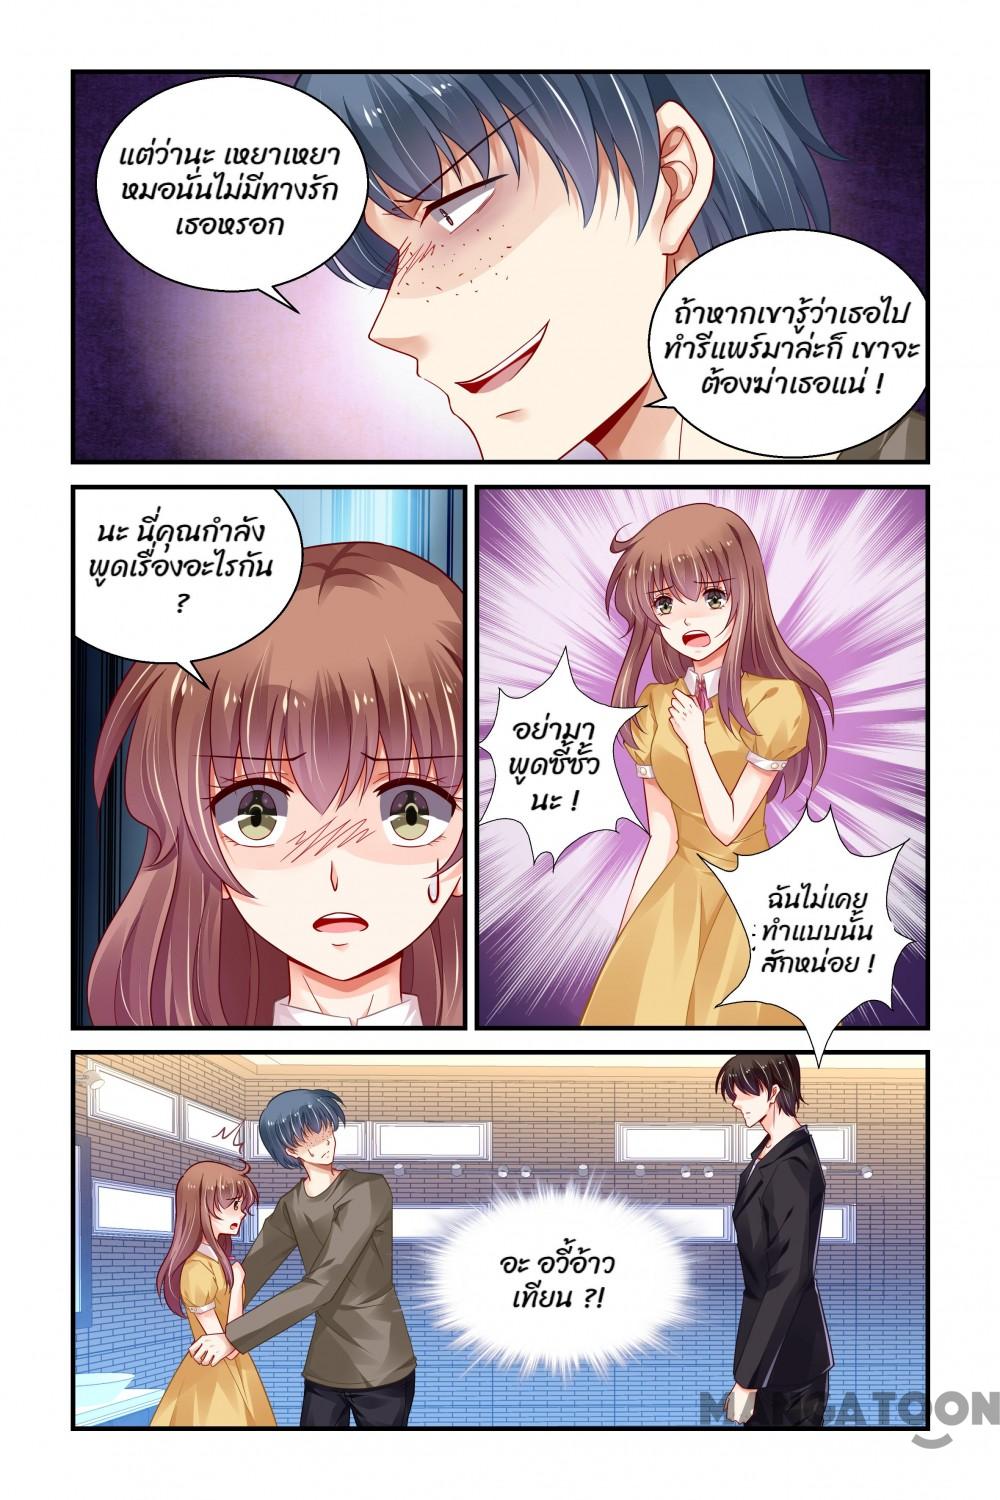 แต่ว่านะ เหยาเหยา
หมอนั่นไม่มีทางรัก
เธอหรอก
ถ้าหากเขารู้ว่าเธอไป
ทำรีแพร์มาล่ะก็ เขาจะ
ต้องฆ่าเธอแน่ !
นะ นี่คุณกำลัง
พูดเรื่องอะไรกัน
?
อย่ามา
พูดซี้ซั้ว
นะ !
ฉันไม่เคย
ทำแบบนั้น
สักหน่อย !
อะ อวี้อ้าว
เทียน ?!
MANGATOON